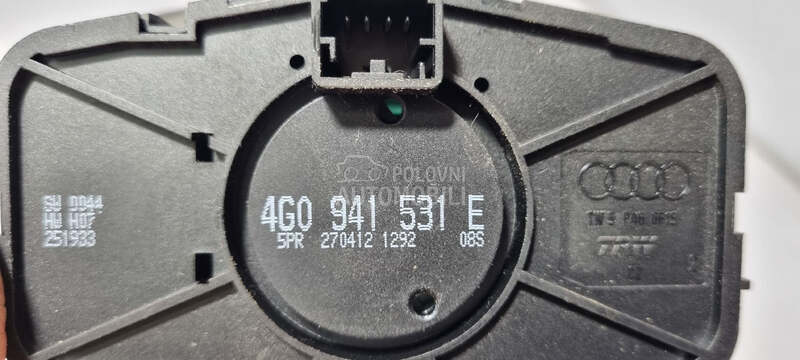 SW 0044
HW H07
251933
POLOVNI
AUTOMOBILI
4G0 941 531 E
5PR 270412 1292 08S
TRW